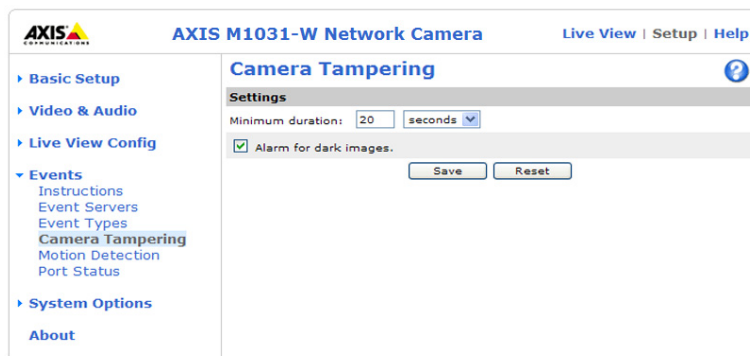 AXIS
COMMUNICATIONS
AXIS M1031-W Network Camera
Live View | Setup | Help
Basic Setup
Video & Audio
Live View Config
Events
Instructions
Event Servers
Event Types
Camera Tampering
Motion Detection
Port Status
System Options
About
Camera Tampering
?
Settings
Minimum duration: 20 seconds
Alarm for dark images.
Save Reset